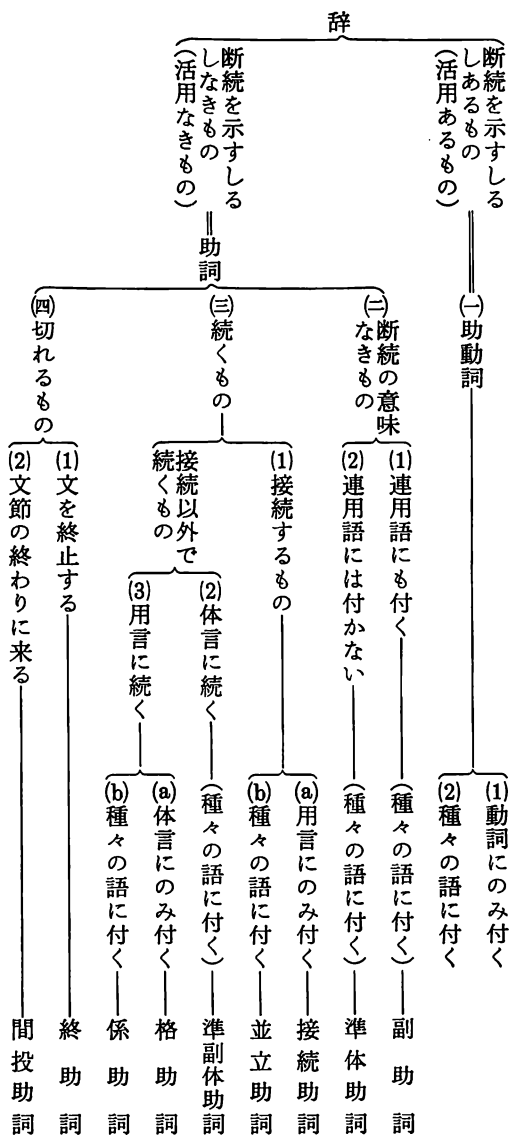 辞
断続を示すしる
しあるもの
(活用あるもの)
㈠助動詞
(1)動詞にのみ付く
(2)種々の語に付く
断続を示すしる
しなきもの
(活用なきもの)
助詞
㈡断続の意味
なきもの
(1)連用語にも付く
(種々の語に付く)
副助詞
(2)連用語には付かない
(種々の語に付く)
準体助詞
㈢続くもの
(1)接続するもの
(a)用言にのみ付く
接続助詞
(b)種々の語に付く
並立助詞
接続以外で
続くもの
(2)体言に続く
(種々の語に付く)
準副体助詞
(3)用言に続く
(a)体言にのみ付く
格助詞
(b)種々の語に付く
係助詞
㈣切れるもの
(1)文を終止する
終助詞
(2)文節の終わりに来る
間投助詞